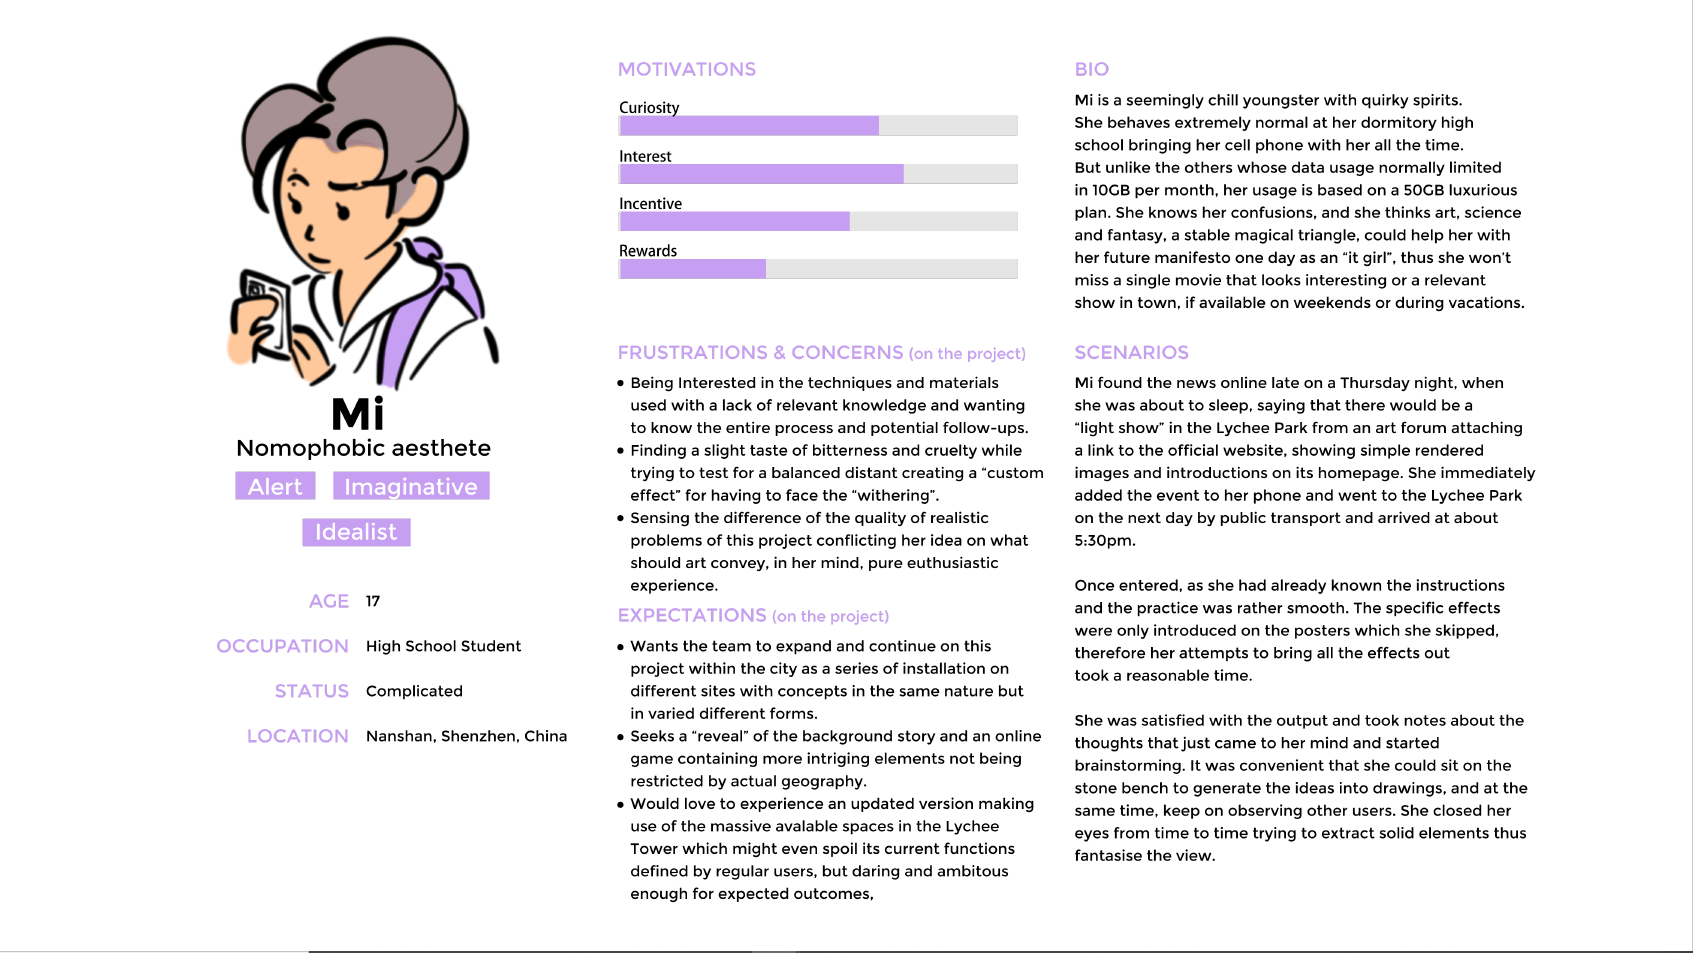 Mi
Nomophobic aesthete
Alert
Imaginative
Idealist
AGE 17
OCCUPATION High School Student
STATUS Complicated
LOCATION Nanshan, Shenzhen, China
MOTIVATIONS
Curiosity
Interest
Incentive
Rewards
FRUSTRATIONS & CONCERNS (on the project)
• Being Interested in the techniques and materials
used with a lack of relevant knowledge and wanting
to know the entire process and potential follow-ups.
• Finding a slight taste of bitterness and cruelty while
trying to test for a balanced distant creating a “custom
effect” for having to face the “withering”.
• Sensing the difference of the quality of realistic
problems of this project conflicting her idea on what
should art convey, in her mind, pure euthusiastic
experience.
EXPECTATIONS (on the project)
• Wants the team to expand and continue on this
project within the city as a series of installation on
different sites with concepts in the same nature but
in varied different forms.
• Seeks a “reveal” of the background story and an online
game containing more intriging elements not being
restricted by actual geography.
• Would love to experience an updated version making
use of the massive avalable spaces in the Lychee
Tower which might even spoil its current functions
defined by regular users, but daring and ambitous
enough for expected outcomes,
BIO
Mi is a seemingly chill youngster with quirky spirits.
She behaves extremely normal at her dormitory high
school bringing her cell phone with her all the time.
But unlike the others whose data usage normally limited
in 10GB per month, her usage is based on a 50GB luxurious
plan. She knows her confusions, and she thinks art, science
and fantasy, a stable magical triangle, could help her with
her future manifesto one day as an “it girl”, thus she won’t
miss a single movie that looks interesting or a relevant
show in town, if available on weekends or during vacations.
SCENARIOS
Mi found the news online late on a Thursday night, when
she was about to sleep, saying that there would be a
“light show” in the Lychee Park from an art forum attaching
a link to the official website, showing simple rendered
images and introductions on its homepage. She immediately
added the event to her phone and went to the Lychee Park
on the next day by public transport and arrived at about
5:30pm.
Once entered, as she had already known the instructions
and the practice was rather smooth. The specific effects
were only introduced on the posters which she skipped,
therefore her attempts to bring all the effects out
took a reasonable time.
She was satisfied with the output and took notes about the
thoughts that just came to her mind and started
brainstorming. It was convenient that she could sit on the
stone bench to generate the ideas into drawings, and at the
same time, keep on observing other users. She closed her
eyes from time to time trying to extract solid elements thus
fantasise the view.